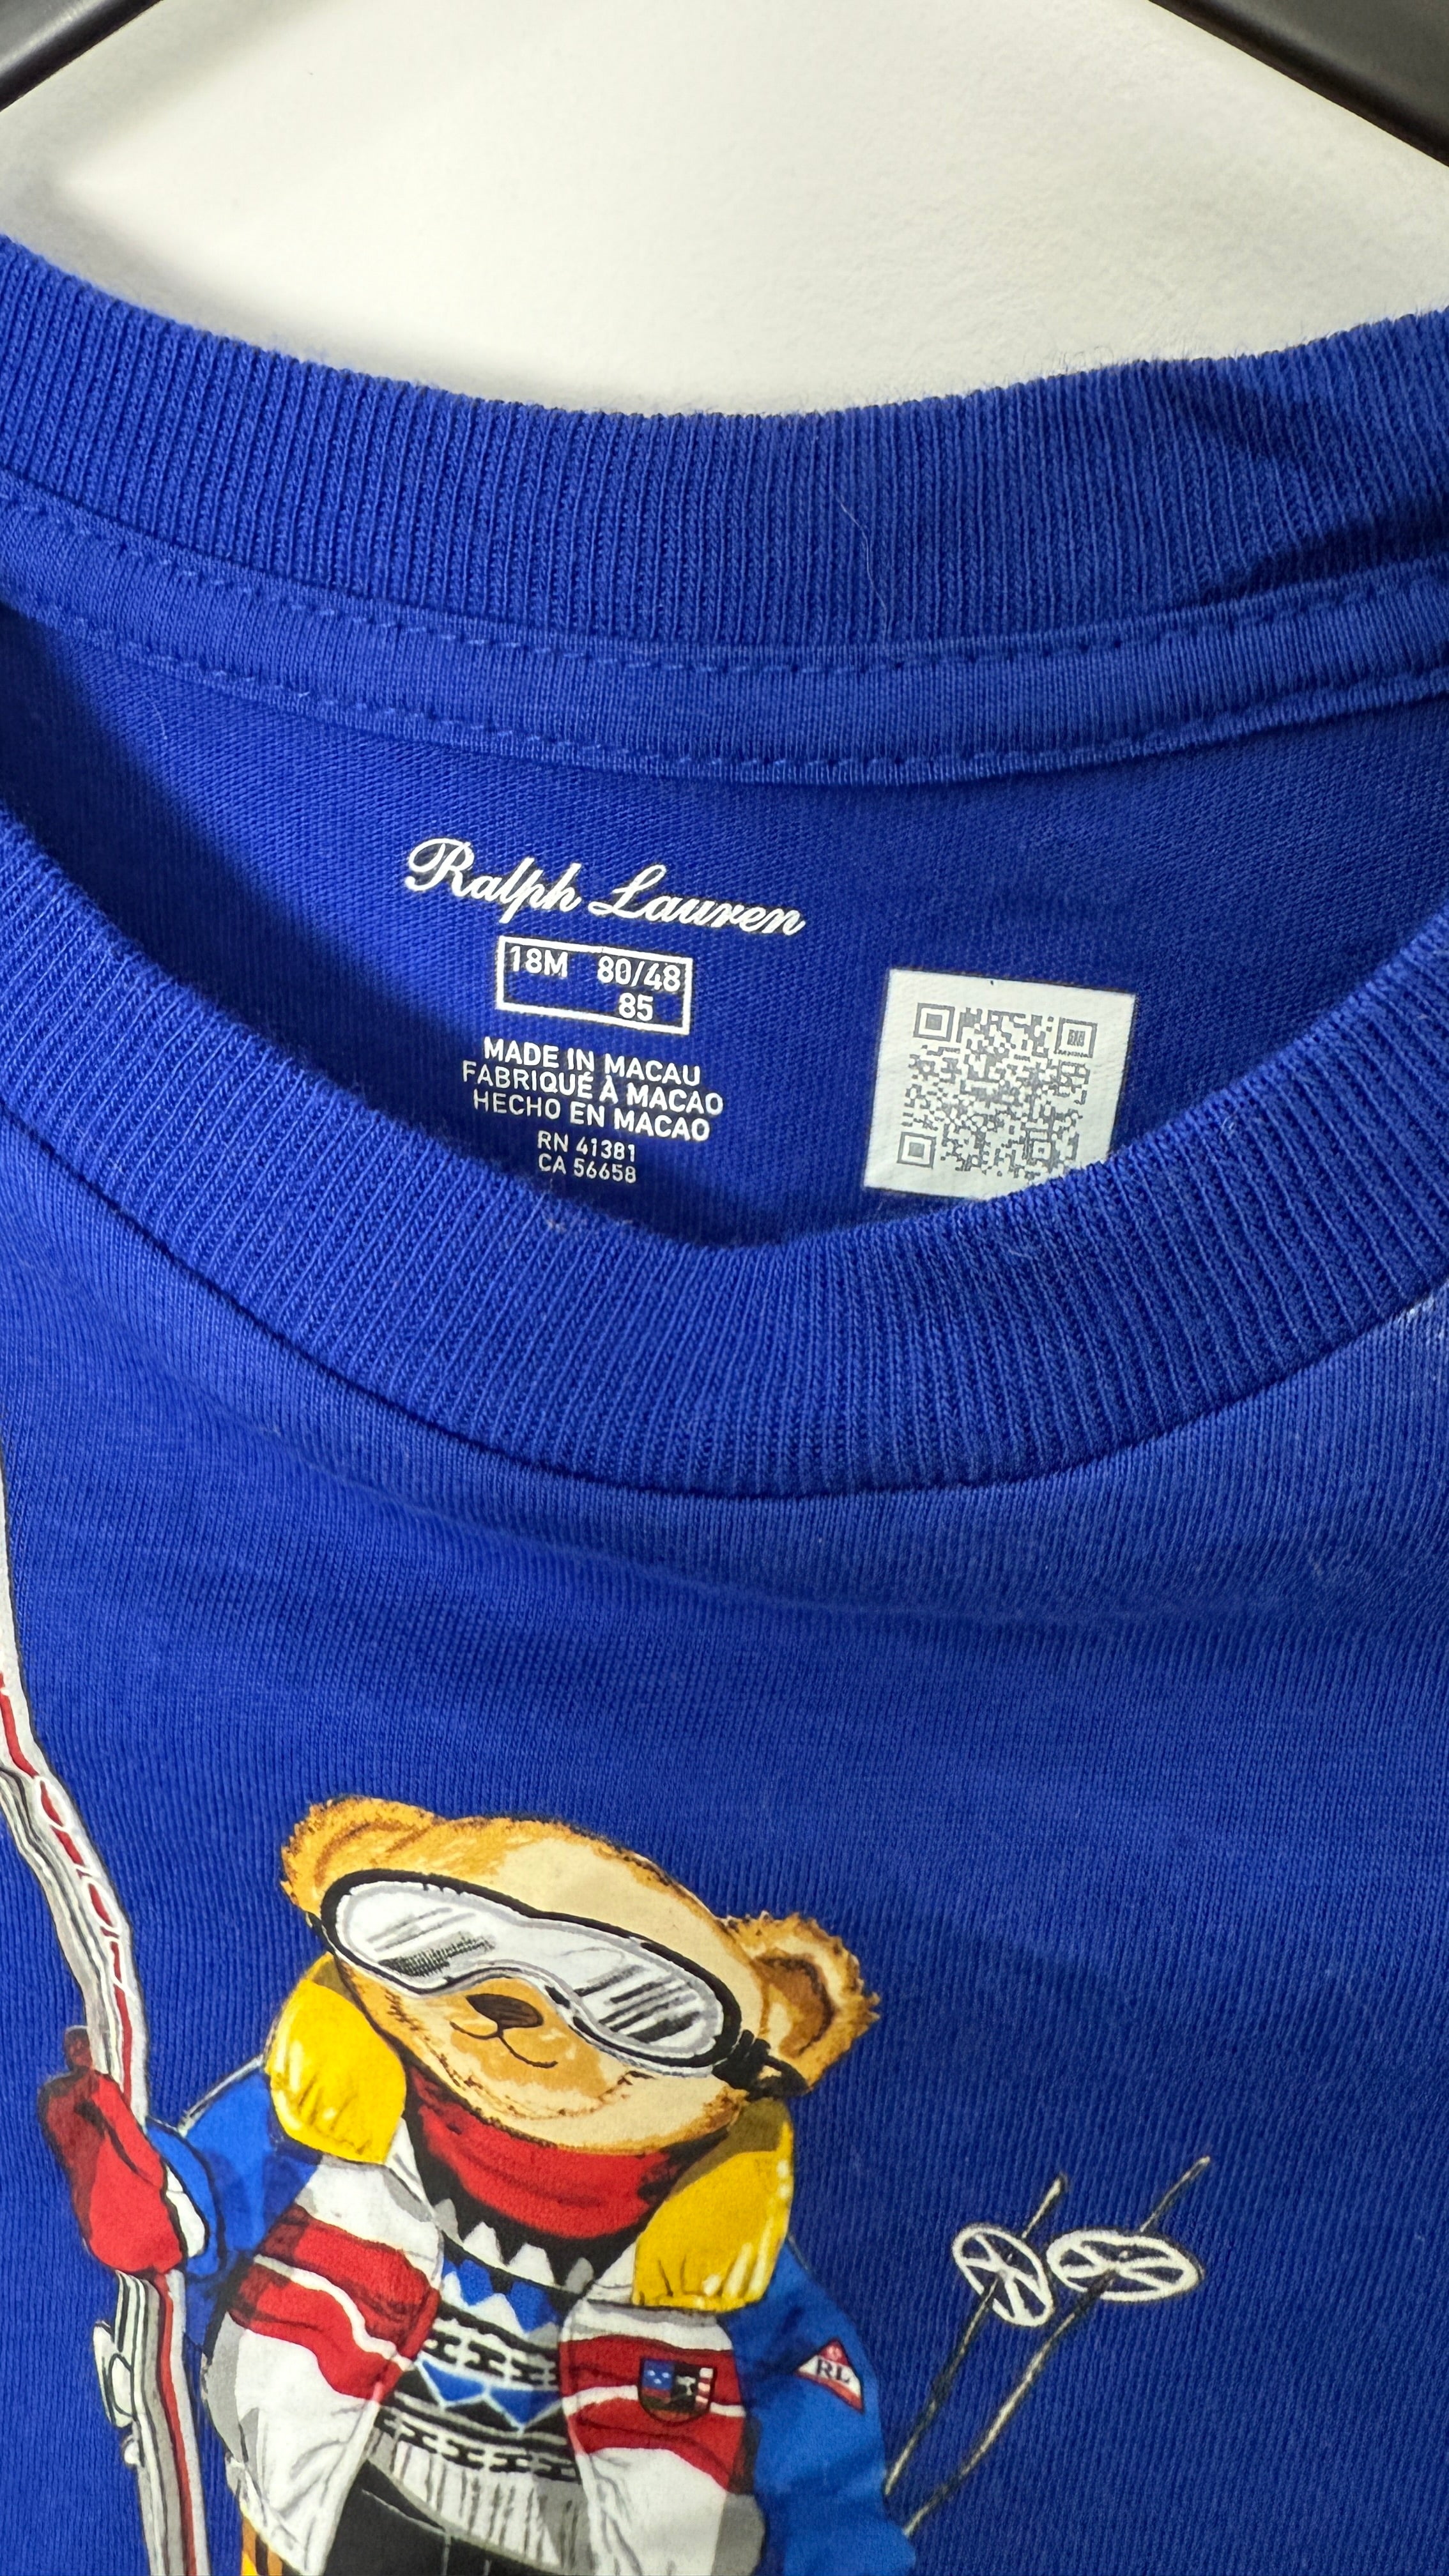 Ralph Lauren
18M 80/48
85
MADE IN MACAU
FABRIQUÉ À MACAO
HECHO EN MACAO
RN 41381
CA 56658
RL